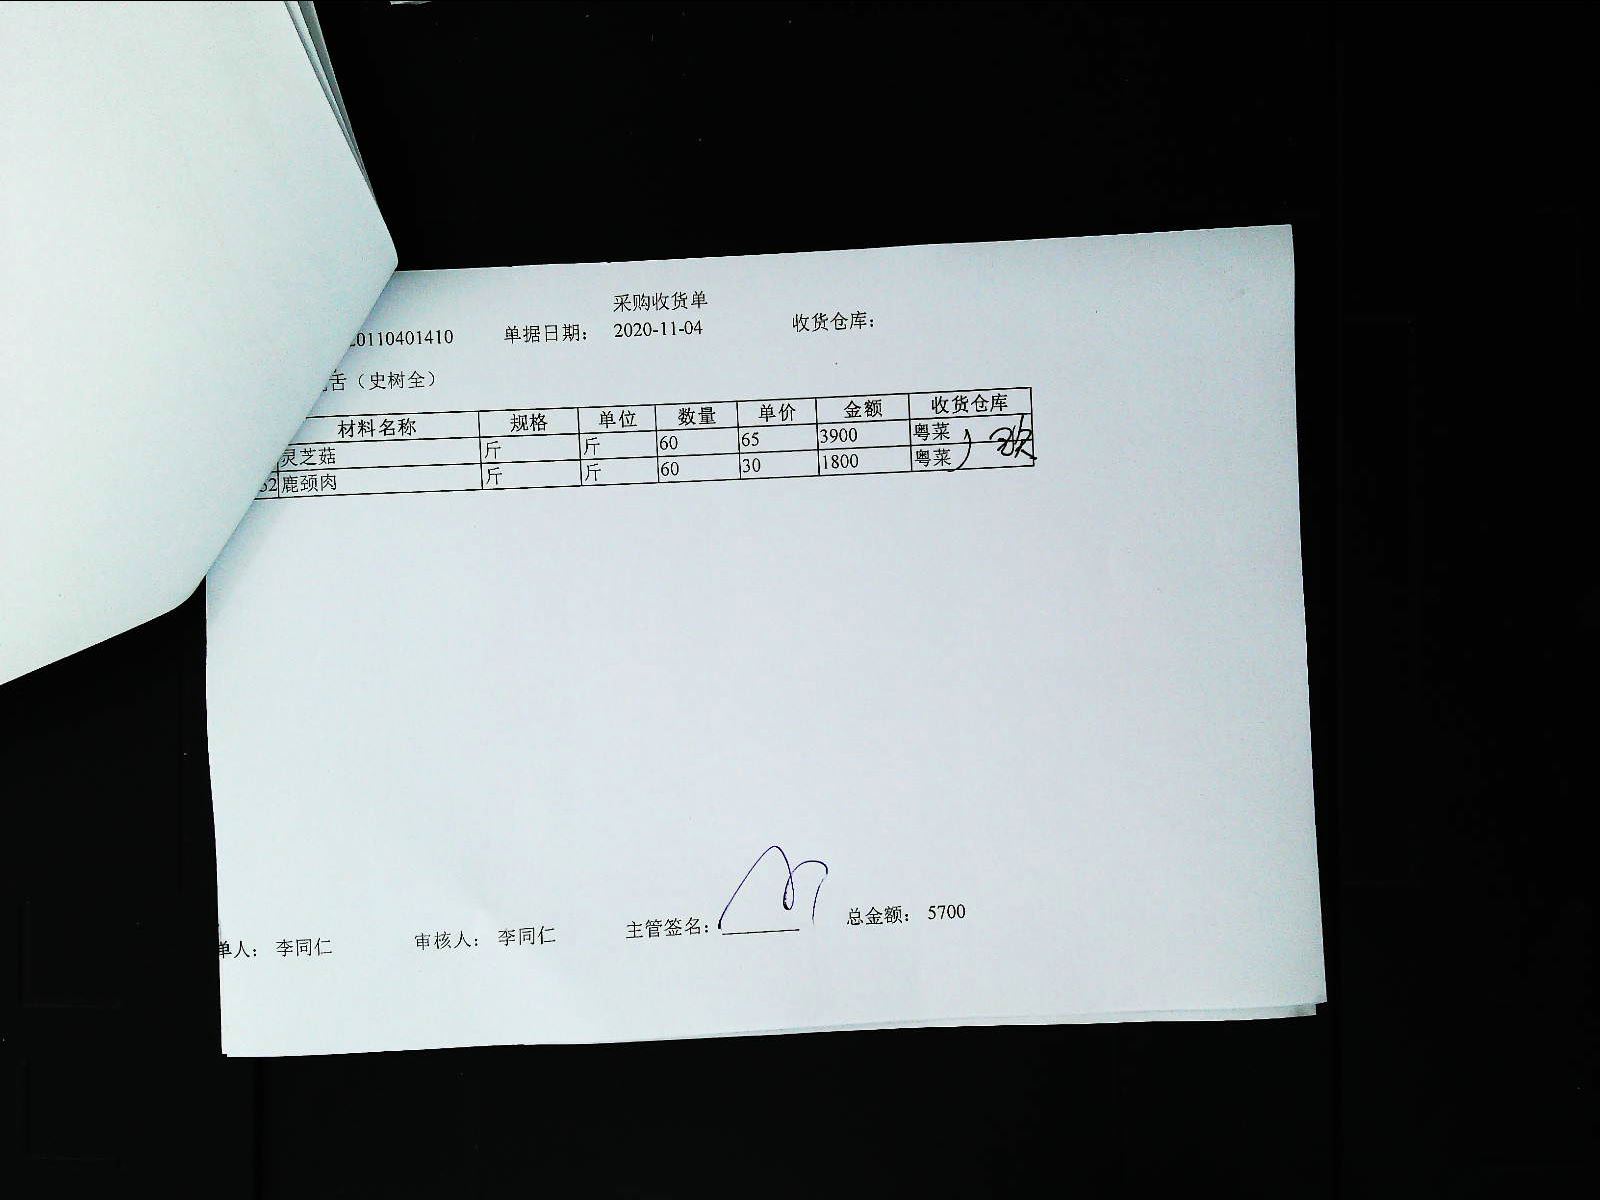 采购收货单
20110401410 单据日期： 2020-11-04 收货仓库：
舌（史树全）
材料名称 规格 单位 数量 单价 金额 收货仓库
灵芝菇 斤 斤 60 65 3900 粤菜
62 鹿颈肉 斤 斤 60 30 1800 粤菜
单人： 李同仁 审核人： 李同仁 主管签名： 总金额： 5700